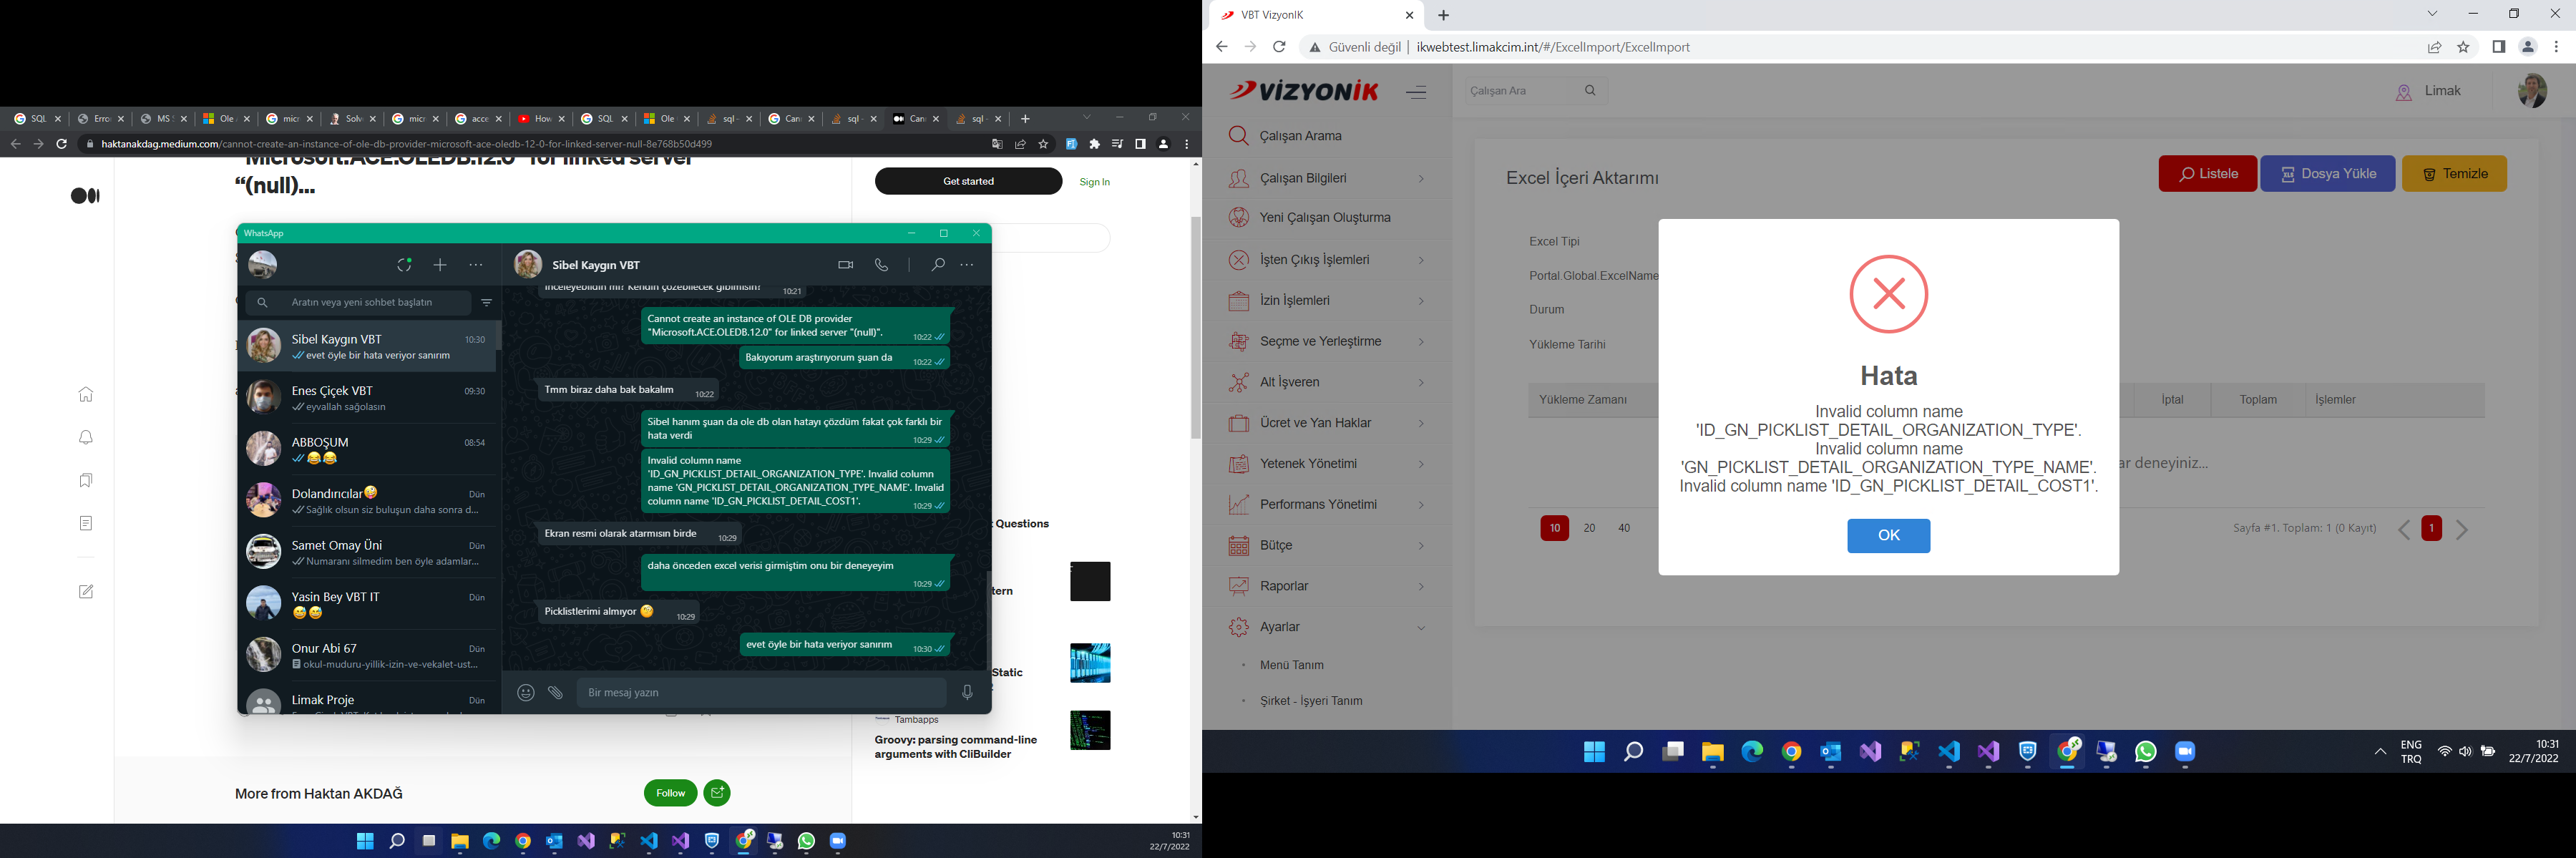 SQL
Erro
MS S
Ole
micr
Solv
micr
acce
How
SQL
Ole
sql -
Can
sql -
Can
sql -
haktanakdag.medium.com/cannot-create-an-instance-of-ole-db-provider-microsoft-ace-oledb-12-0-for-linked-server-null-8e768b50d499
"Microsoft.ACE.OLEDB.12.0" for linked server
“(null)...
Get started
Sign In
WhatsApp
Aratın veya yeni sohbet başlatın
Sibel Kaygın VBT
10:30
evet öyle bir hata veriyor sanırım
Enes Çiçek VBT
09:30
eyvallah sağolasın
ABBOŞUM
08:54
😂😂
Dolandırıcılar🤪
Dün
Sağlık olsun siz buluşun daha sonra d...
Samet Omay Üni
Dün
Numaranı silmedim ben öyle adamlar...
Yasin Bey VBT IT
Dün
😅😅
Onur Abi 67
Dün
okul-muduru-yillik-izin-ve-vekalet-ust...
Limak Proje
Dün
Sibel Kaygın VBT
İnceleyebildin mi? Kendin çözebilecek gibimisin?
10:21
Cannot create an instance of OLE DB provider
"Microsoft.ACE.OLEDB.12.0" for linked server "(null)".
10:22
Bakıyorum araştırıyorum şuan da
10:22
Tmm biraz daha bak bakalım
10:22
Sibel hanım şuan da ole db olan hatayı çözdüm fakat çok farklı bir
hata verdi
10:29
Invalid column name
'ID_GN_PICKLIST_DETAIL_ORGANIZATION_TYPE'. Invalid column
name 'GN_PICKLIST_DETAIL_ORGANIZATION_TYPE_NAME'. Invalid
column name 'ID_GN_PICKLIST_DETAIL_COST1'.
10:29
Ekran resmi olarak atarmısın birde
10:29
daha önceden excel verisi girmiştim onu bir deneyeyim
10:29
Picklistlerimi almıyor 🧐
10:29
evet öyle bir hata veriyor sanırım
10:30
Bir mesaj yazın
Questions
tern
Static
Tambapps
Groovy: parsing command-line
arguments with CliBuilder
More from Haktan AKDAĞ
Follow
10:31
22/7/2022
VBT VizyonIK
Güvenli değil
ikwebtest.limakcim.int/#/ExcelImport/ExcelImport
VİZYONİK
Çalışan Ara
Limak
Çalışan Arama
Çalışan Bilgileri
Yeni Çalışan Oluşturma
İşten Çıkış İşlemleri
İzin İşlemleri
Seçme ve Yerleştirme
Alt İşveren
Ücret ve Yan Haklar
Yetenek Yönetimi
Performans Yönetimi
Bütçe
Raporlar
Ayarlar
Menü Tanım
Şirket - İşyeri Tanım
Excel İçeri Aktarımı
Listele
Dosya Yükle
Temizle
Excel Tipi
Portal.Global.ExcelName
Durum
Yükleme Tarihi
Yükleme Zamanı
İptal
Toplam
İşlemler
ar deneyiniz...
10
20
40
Sayfa #1. Toplam: 1 (0 Kayıt)
1
Hata
Invalid column name
'ID_GN_PICKLIST_DETAIL_ORGANIZATION_TYPE'.
Invalid column name
'GN_PICKLIST_DETAIL_ORGANIZATION_TYPE_NAME'.
Invalid column name 'ID_GN_PICKLIST_DETAIL_COST1'.
OK
ENG
TRQ
10:31
22/7/2022